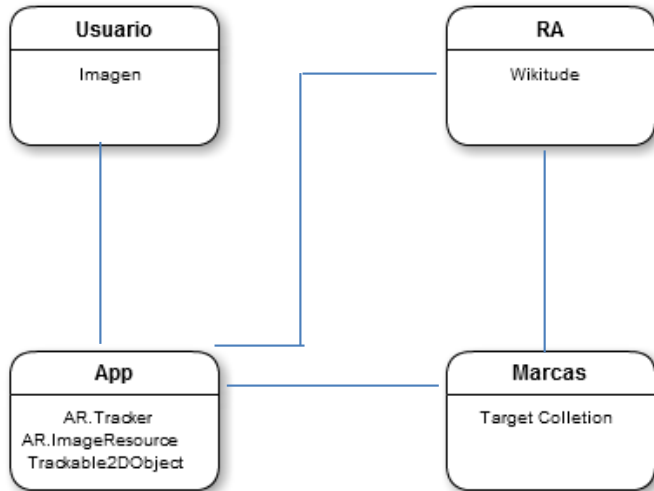 Usuario
Imagen
RA
Wikitude
App
AR.Tracker
AR.ImageResource
Trackable2DObject
Marcas
Target Colletion